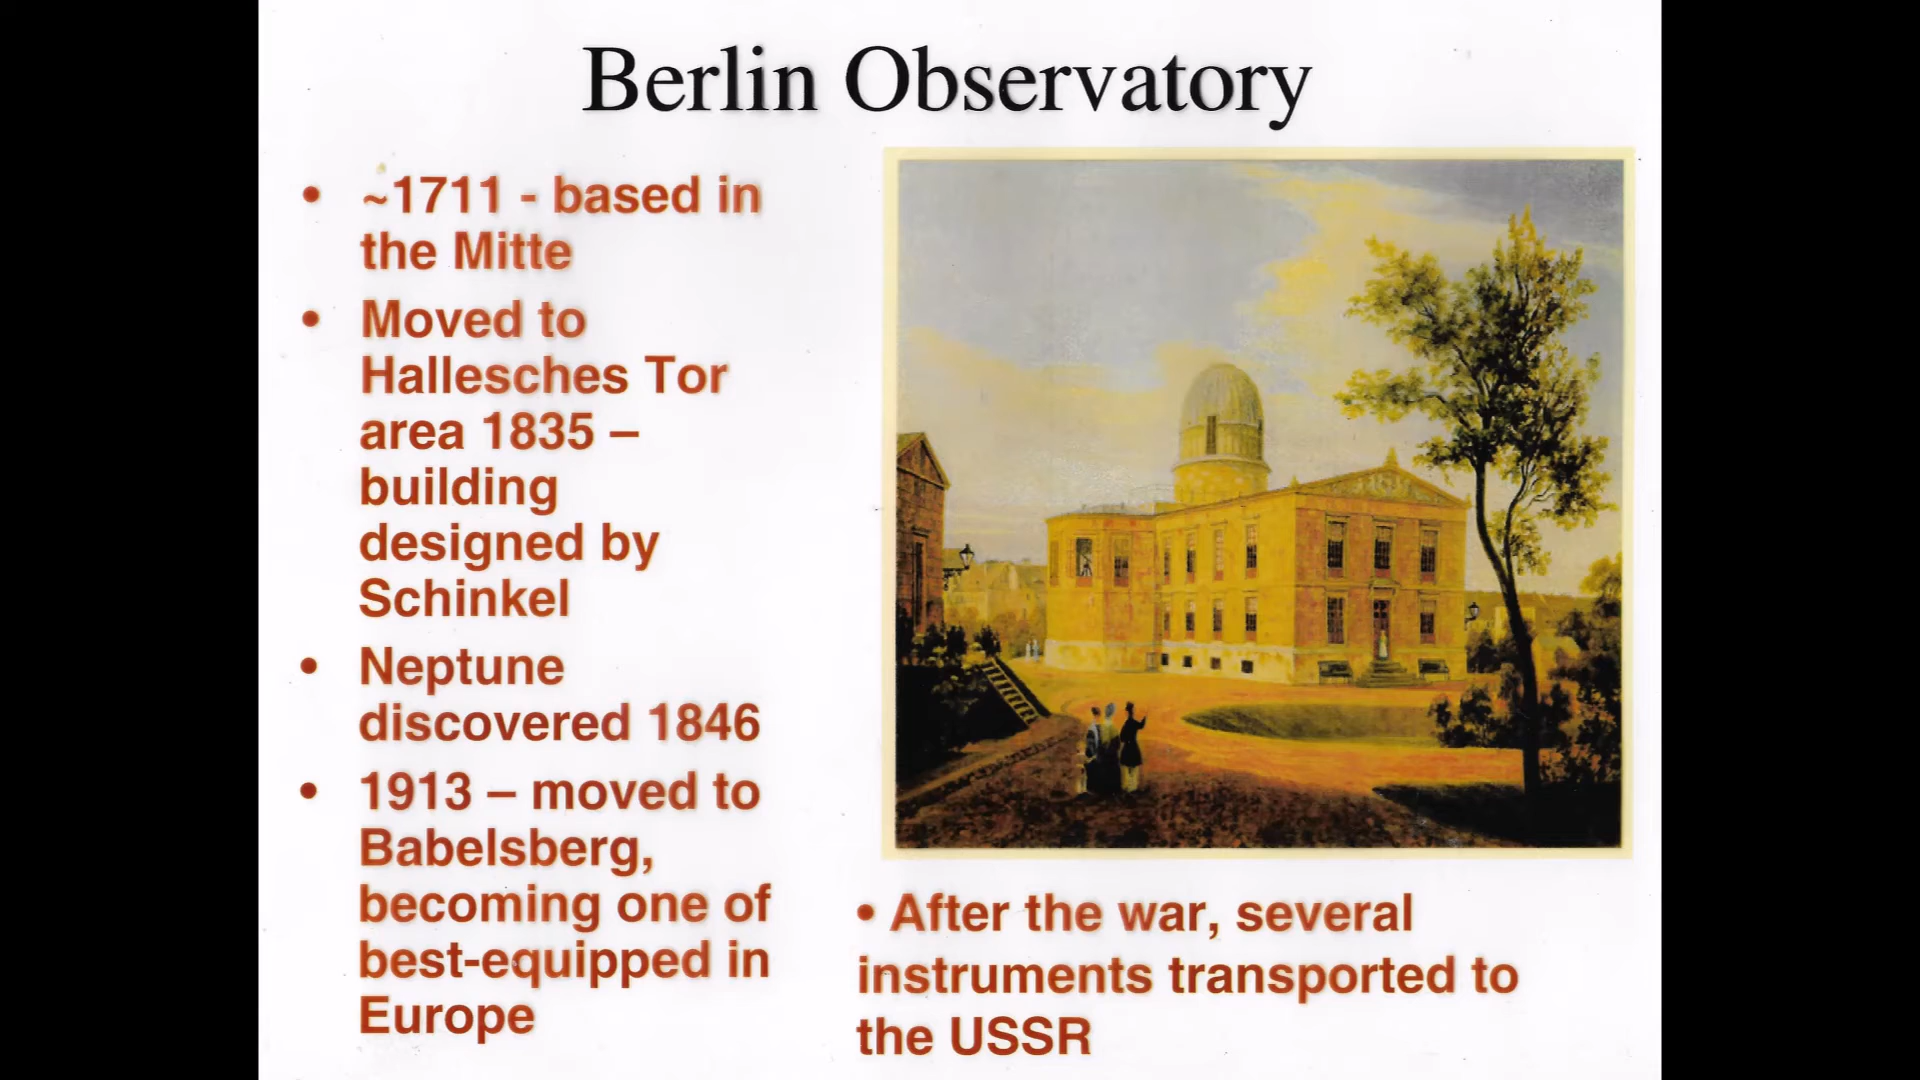 Berlin Observatory
• ~1711 - based in
the Mitte
• Moved to
Hallesches Tor
area 1835 –
building
designed by
Schinkel
• Neptune
discovered 1846
• 1913 – moved to
Babelsberg,
becoming one of
best-equipped in
Europe
• After the war, several
instruments transported to
the USSR